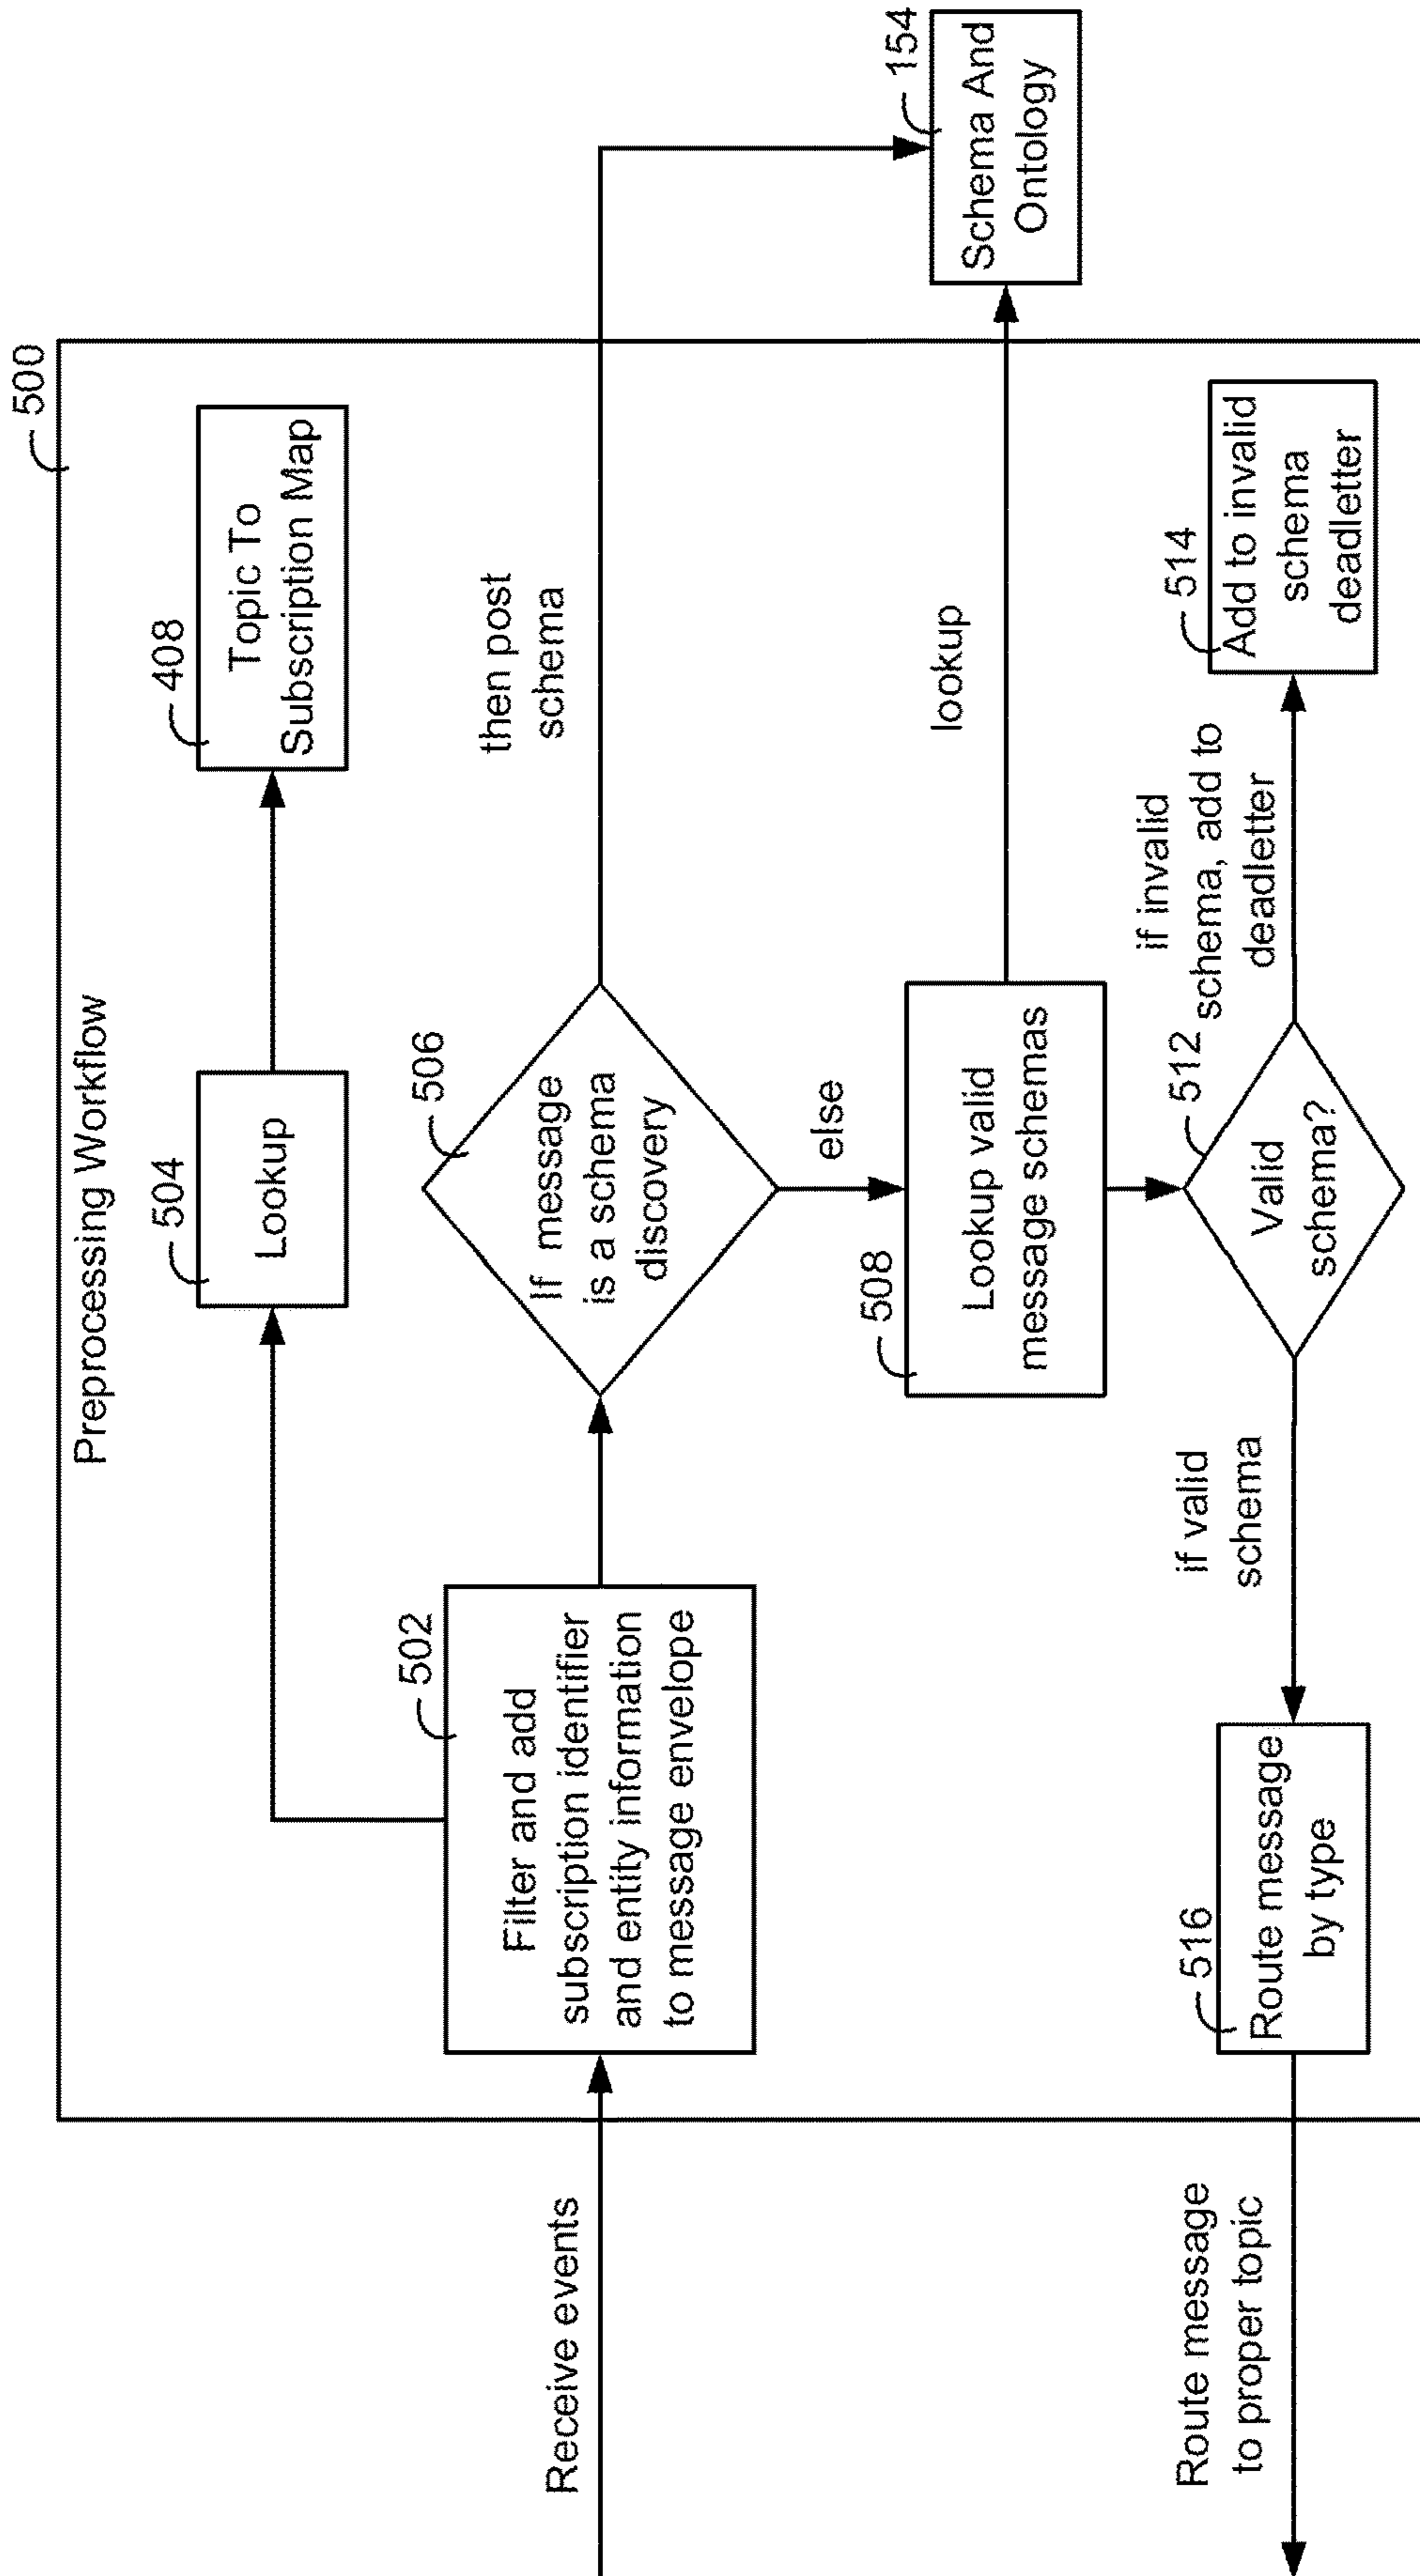 500
Preprocessing Workflow
504
Lookup
408
Topic To
Subscription Map
Receive events
502
Filter and add
subscription identifier
and entity information
to message envelope
506
If message
is a schema
discovery
then post
schema
154
Schema And
Ontology
else
508
Lookup valid
message schemas
lookup
512
Valid
schema?
if invalid
schema, add to
deadletter
514
Add to invalid
schema
deadletter
if valid
schema
516
Route message
by type
Route message
to proper topic